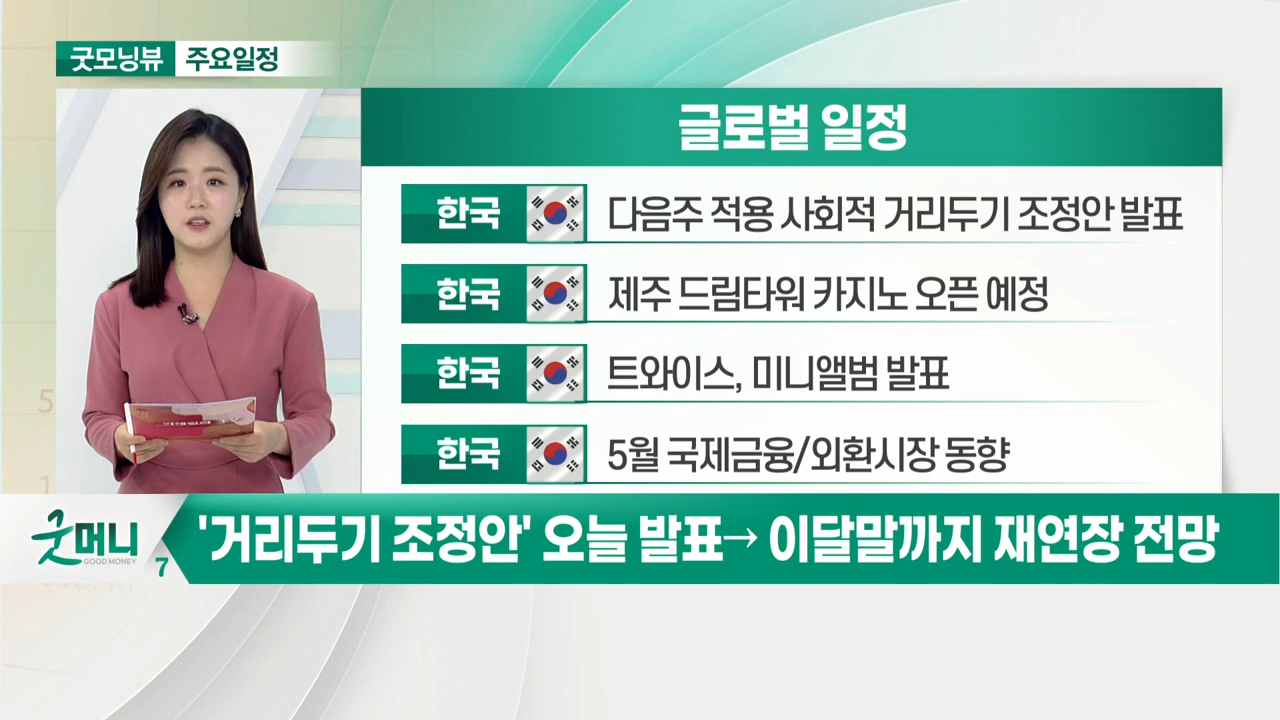 굿모닝뷰 주요일정
글로벌 일정
한국 다음주 적용 사회적 거리두기 조정안 발표
한국 제주 드림타워 카지노 오픈 예정
한국 트와이스, 미니앨범 발표
한국 5월 국제금융/외환시장 동향
굿머니
GOOD MONEY
7
'거리두기 조정안' 오늘 발표→ 이달말까지 재연장 전망